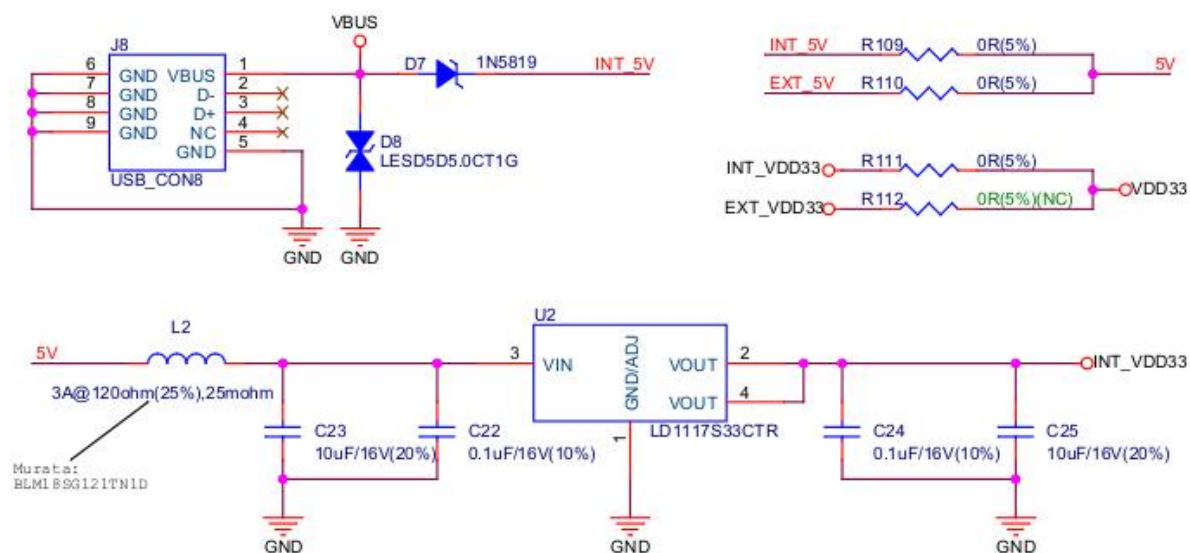 VBUS
J8
D7
1N5819
INT_5V
6 GND VBUS 1
7 GND D- 2
8 GND D+ 3
9 GND NC 4
GND 5
USB_CON8
D8
LESD5D5.0CT1G
GND
GND
INT_5V R109 0R(5%)
5V
EXT_5V R110 0R(5%)
INT_VDD33 R111 0R(5%)
VDD33
EXT_VDD33 R112 0R(5%)(NC)
5V
L2
3A@120ohm(25%),25mohm
Murata:
BLM18SG121TN1D
C23
10uF/16V(20%)
C22
0.1uF/16V(10%)
GND
U2
3 VIN
GND/ADJ
VOUT 2
VOUT 4
1
LD1117S33CTR
GND
INT_VDD33
C24
0.1uF/16V(10%)
C25
10uF/16V(20%)
GND